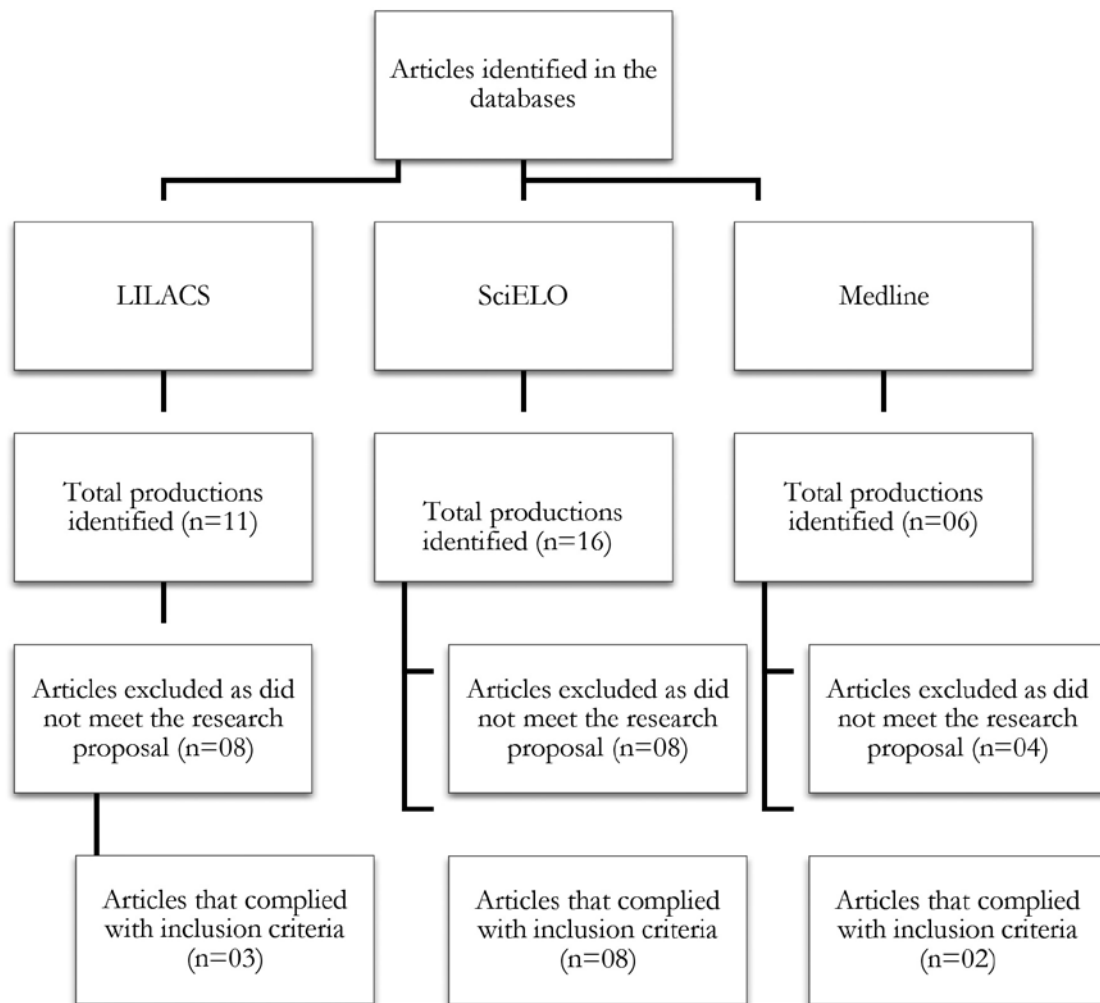 Articles identified in the
databases
LILACS
SciELO
Medline
Total productions
identified (n=11)
Total productions
identified (n=16)
Total productions
identified (n=06)
Articles excluded as did
not meet the research
proposal (n=08)
Articles excluded as did
not meet the research
proposal (n=08)
Articles excluded as did
not meet the research
proposal (n=04)
Articles that complied
with inclusion criteria
(n=03)
Articles that complied
with inclusion criteria
(n=08)
Articles that complied
with inclusion criteria
(n=02)